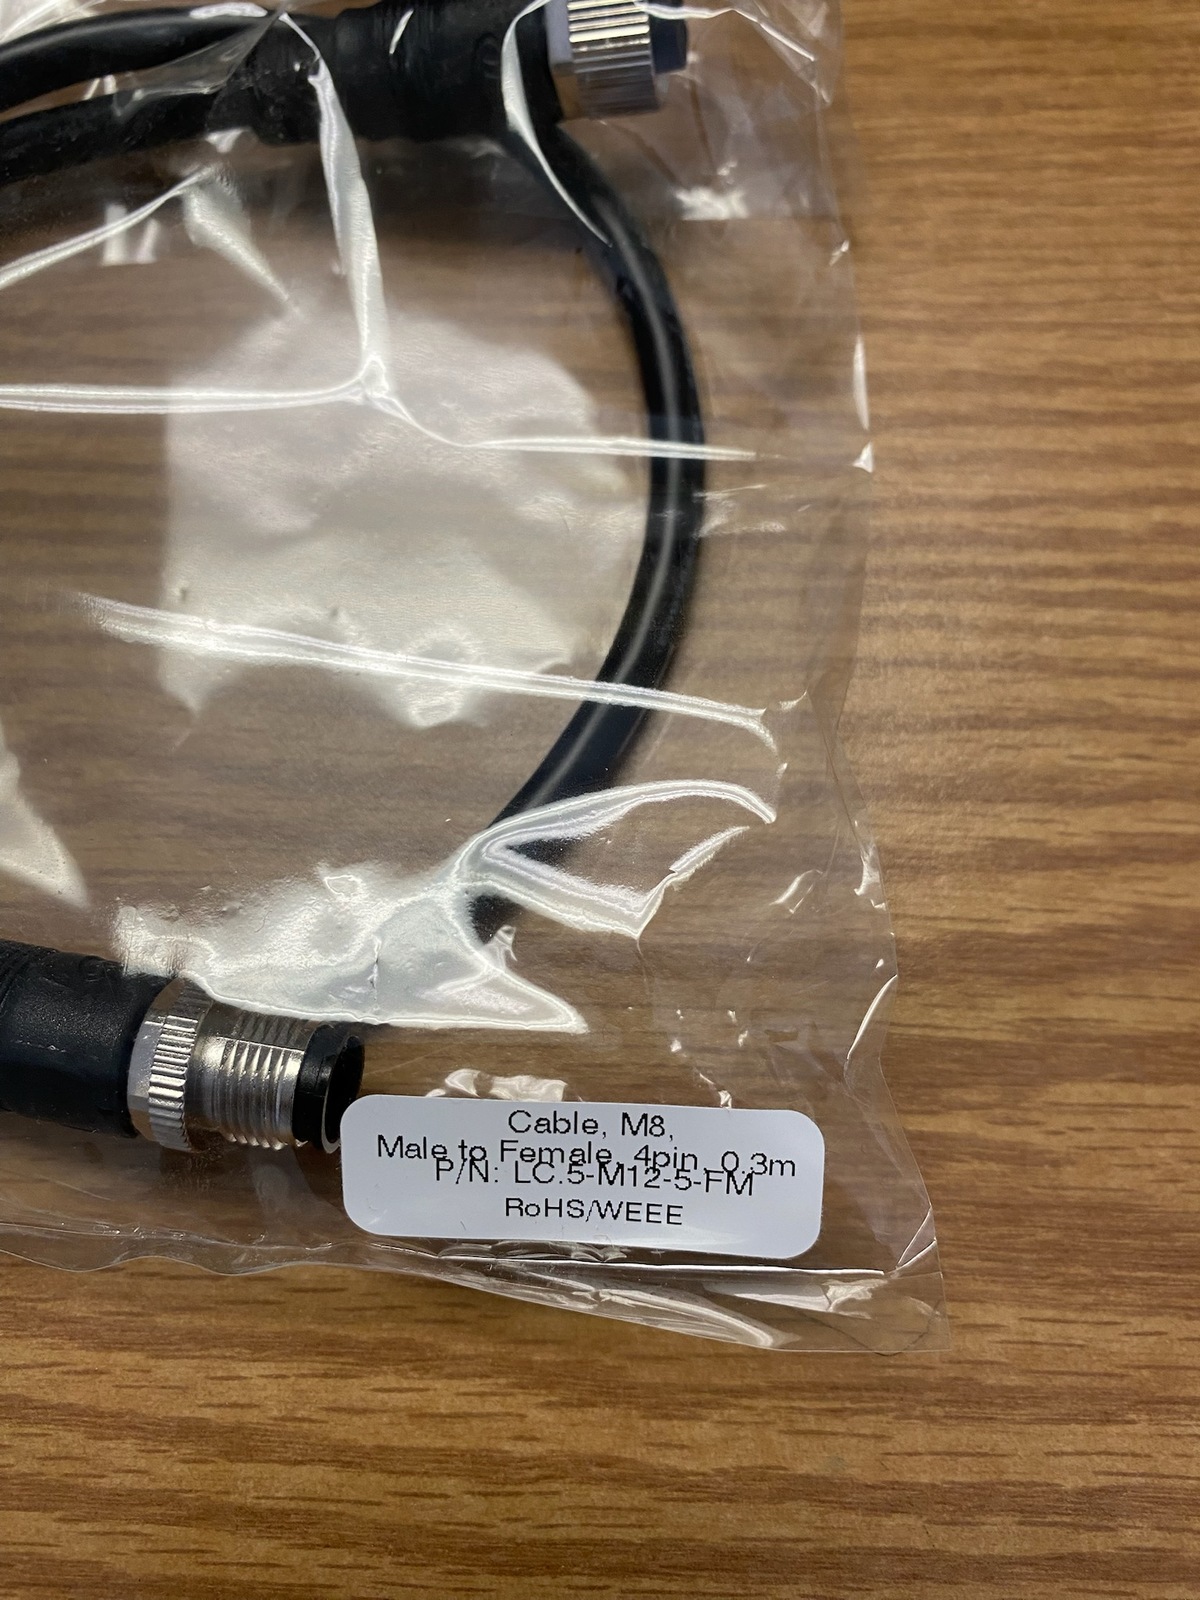 Cable, M8,
Male to Female, 4pin, 0.3m
P/N: LC.5-M12-5-FM
RoHS/WEEE